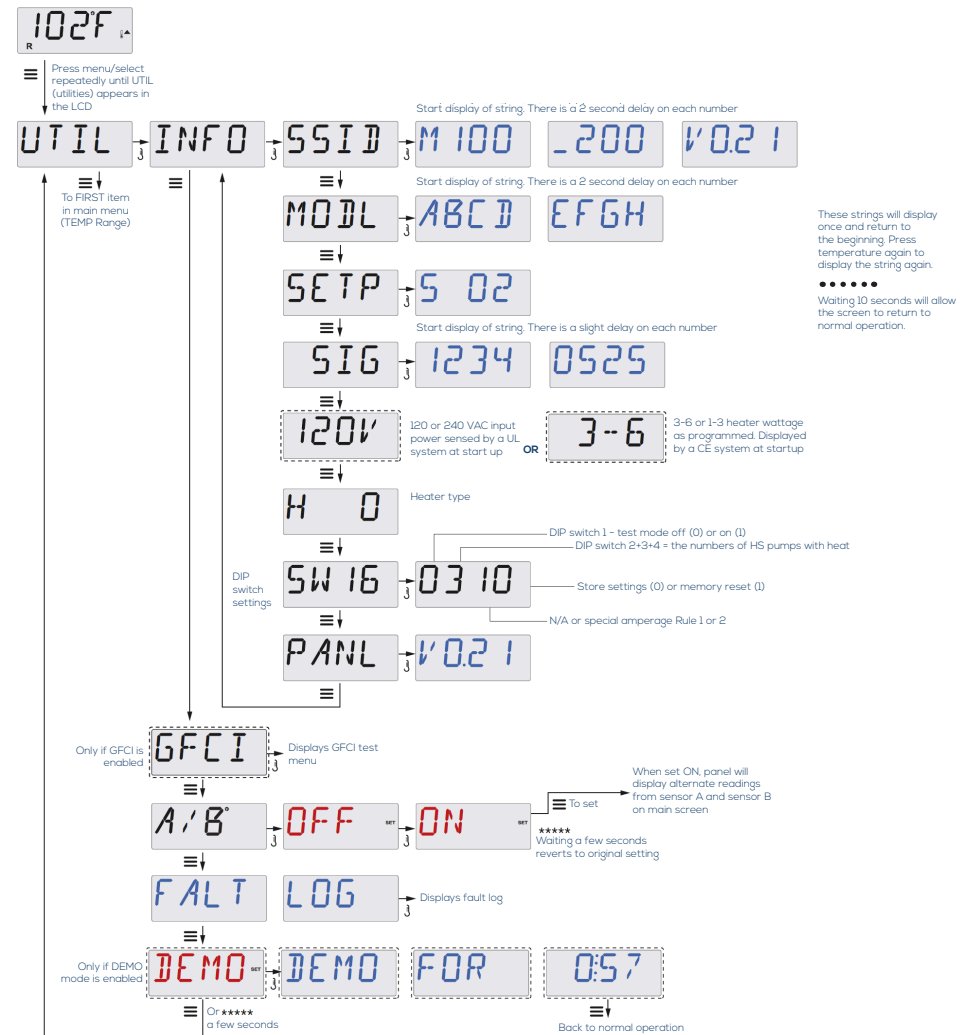 102°F
R
Press menu/select
repeatedly until UTIL
(utilities) appears in
the LCD
Start display of string. There is a 2 second delay on each number
UTIL INFO SSID M100 _200 V0.21
To FIRST item
in main menu
(TEMP Range)
Start display of string. There is a 2 second delay on each number
MODL ABCD EFGH
These strings will display
once and return to
the beginning. Press
temperature again to
display the string again.
••••••
Waiting 10 seconds will allow
the screen to return to
normal operation.
SETP S 02
Start display of string. There is a slight delay on each number
SIG 1234 0525
120V
120 or 240 VAC input
power sensed by a UL
system at start up
OR
3-6
3-6 or 1-3 heater wattage
as programmed. Displayed
by a CE system at startup
H 0
Heater type
DIP switch 1 - test mode off (0) or on (1)
DIP switch 2+3+4 = the numbers of HS pumps with heat
DIP
switch
settings
SW16 0310
Store settings (0) or memory reset (1)
N/A or special amperage Rule 1 or 2
PANL V0.21
Only if GFCI is
enabled
GFCI
Displays GFCI test
menu
When set ON, panel will
display alternate readings
from sensor A and sensor B
on main screen
A/B° OFF SET ON SET
To set
*****
Waiting a few seconds
reverts to original setting
FALT LOG
Displays fault log
Only if DEMO
mode is enabled
DEMO SET DEMO FOR 0:57
Or *****
a few seconds
Back to normal operation